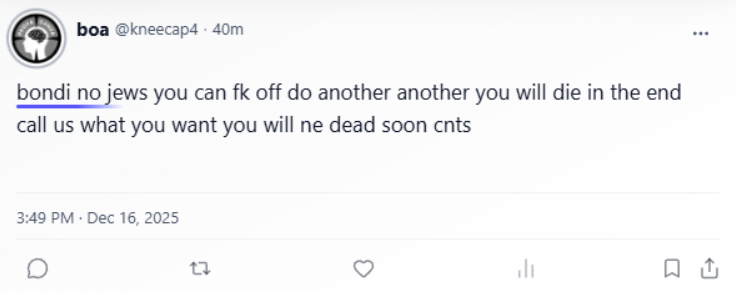 boa @kneecap4 · 40m
bondi no jews you can fk off do another another you will die in the end
call us what you want you will ne dead soon cnts
3:49 PM · Dec 16, 2025